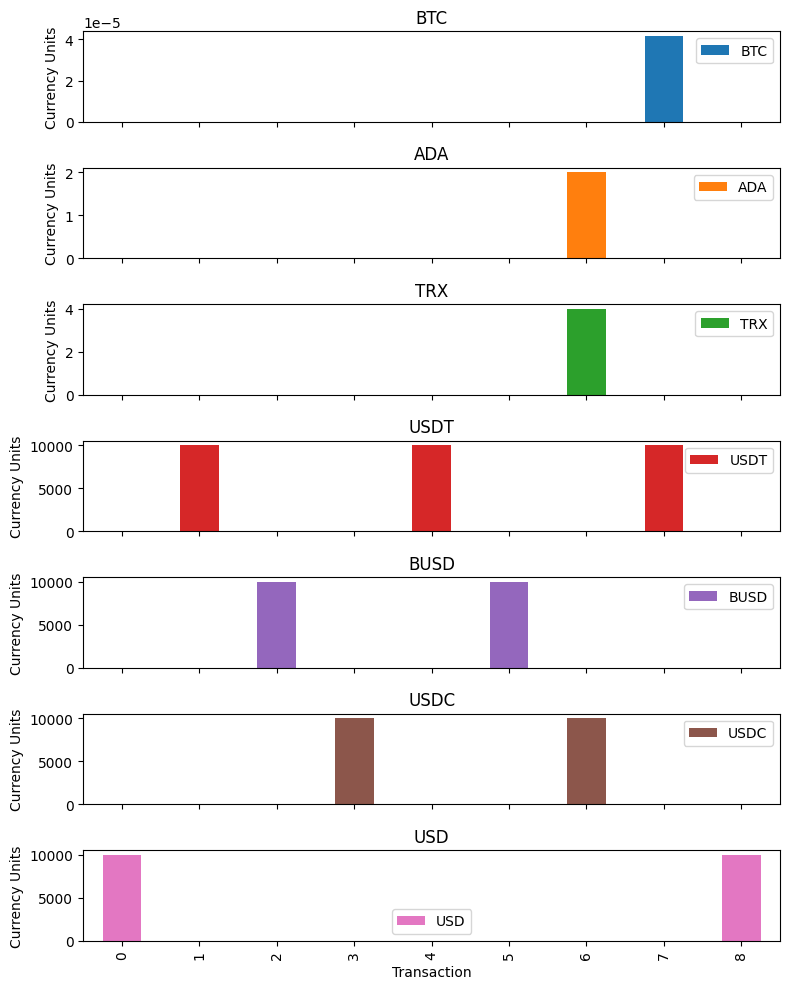 BTC
1e−5
Currency Units
4
2
0
BTC
ADA
Currency Units
2
1
0
ADA
TRX
Currency Units
4
2
0
TRX
USDT
Currency Units
10000
5000
0
USDT
BUSD
Currency Units
10000
5000
0
BUSD
USDC
Currency Units
10000
5000
0
USDC
USD
Currency Units
10000
5000
0
USD
0 1 2 3 4 5 6 7 8
Transaction